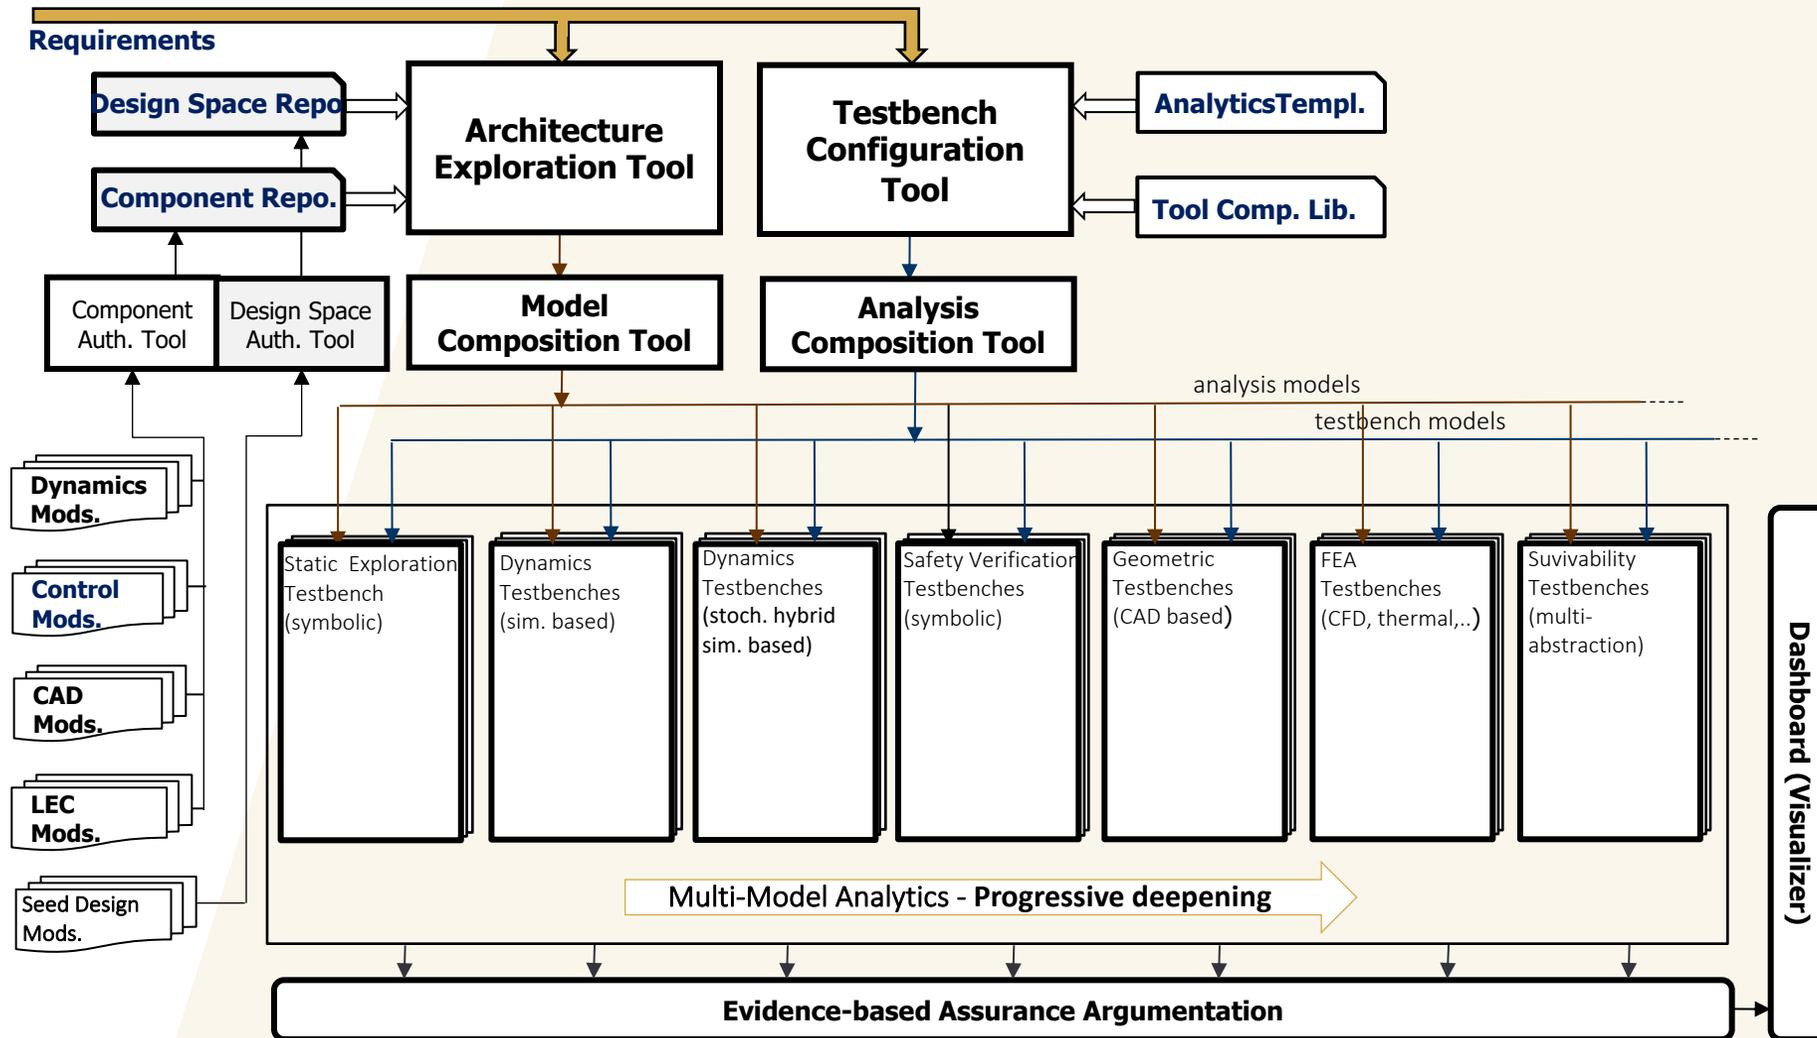 Requirements
Design Space Repo
Component Repo.
Architecture
Exploration Tool
Testbench
Configuration
Tool
AnalyticsTempl.
Tool Comp. Lib.
Component
Auth. Tool
Design Space
Auth. Tool
Model
Composition Tool
Analysis
Composition Tool
analysis models
testbench models
Dynamics
Mods.
Control
Mods.
CAD
Mods.
LEC
Mods.
Seed Design
Mods.
Static Exploration
Testbench
(symbolic)
Dynamics
Testbenches
(sim. based)
Dynamics
Testbenches
(stoch. hybrid
sim. based)
Safety Verification
Testbenches
(symbolic)
Geometric
Testbenches
(CAD based)
FEA
Testbenches
(CFD, thermal,..)
Suvivability
Testbenches
(multi-
abstraction)
Multi-Model Analytics - Progressive deepening
Evidence-based Assurance Argumentation
Dashboard (Visualizer)